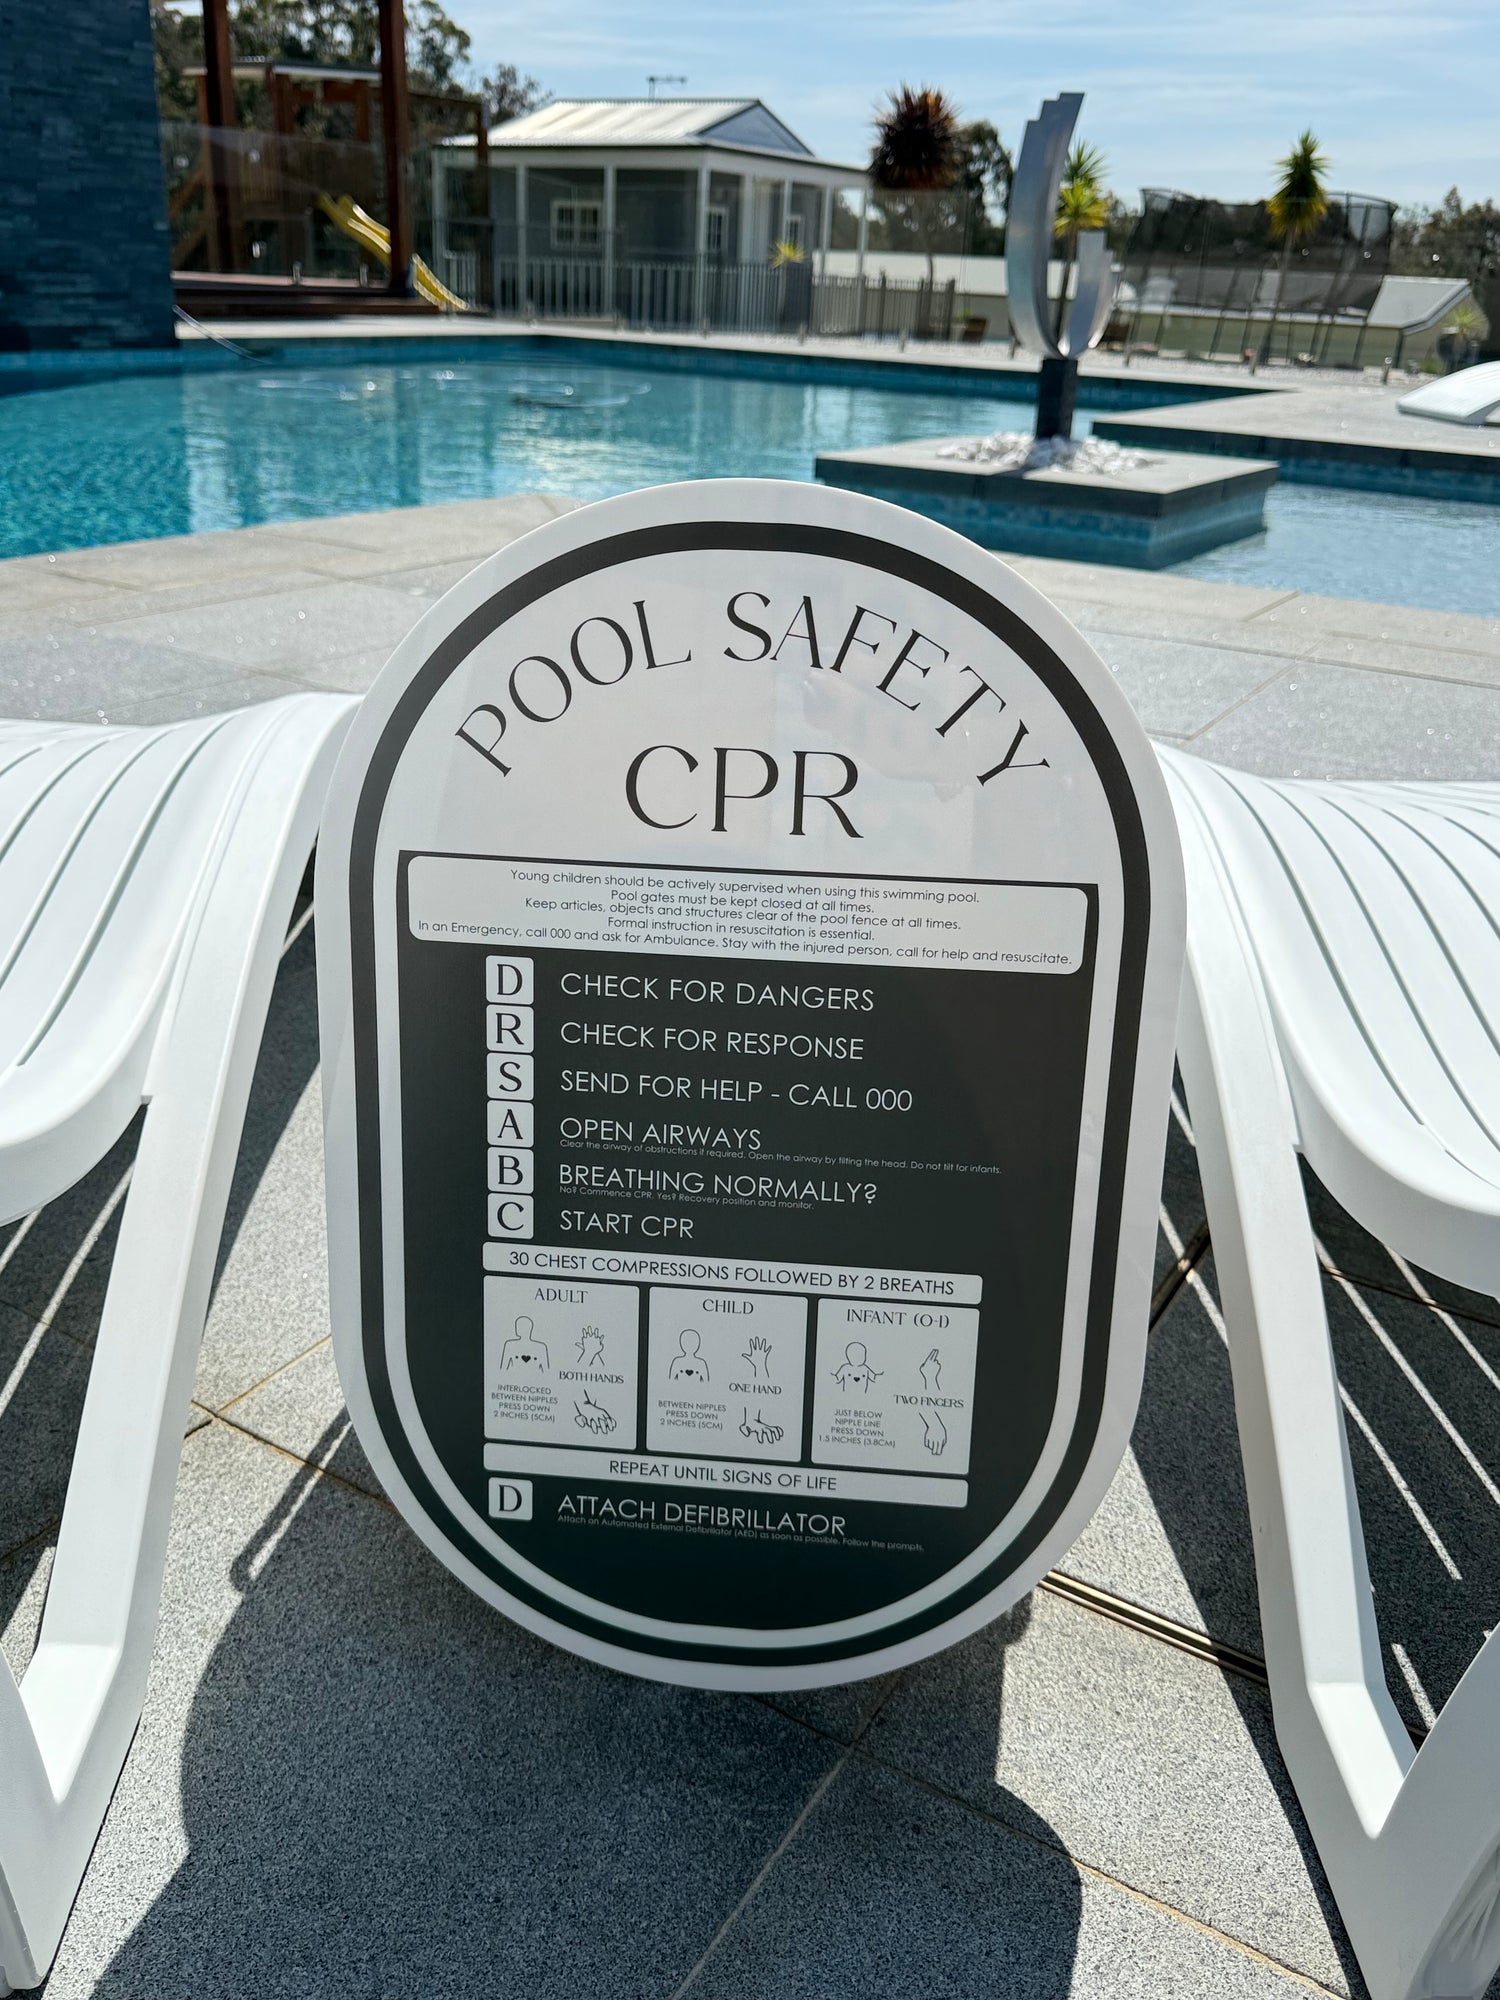 POOL SAFETY
CPR
Young children should be actively supervised when using this swimming pool.
Pool gates must be kept closed at all times.
Keep articles, objects and structures clear of the pool fence at all times.
Formal instruction in resuscitation is essential.
In an Emergency, call 000 and ask for Ambulance. Stay with the injured person, call for help and resuscitate.
D CHECK FOR DANGERS
R CHECK FOR RESPONSE
S SEND FOR HELP - CALL 000
A OPEN AIRWAYS
Clear the airway of obstructions if required. Open the airway by tilting the head. Do not tilt for infants.
B BREATHING NORMALLY?
No? Commence CPR. Yes? Recovery position and monitor.
C START CPR
30 CHEST COMPRESSIONS FOLLOWED BY 2 BREATHS
ADULT
BOTH HANDS
INTERLOCKED
BETWEEN NIPPLES
PRESS DOWN
2 INCHES (5CM)
CHILD
ONE HAND
BETWEEN NIPPLES
PRESS DOWN
2 INCHES (5CM)
INFANT (0-1)
TWO FINGERS
JUST BELOW
NIPPLE LINE
PRESS DOWN
1.5 INCHES (3.8CM)
REPEAT UNTIL SIGNS OF LIFE
D ATTACH DEFIBRILLATOR
Attach an Automated External Defibrillator (AED) as soon as possible. Follow the prompts.